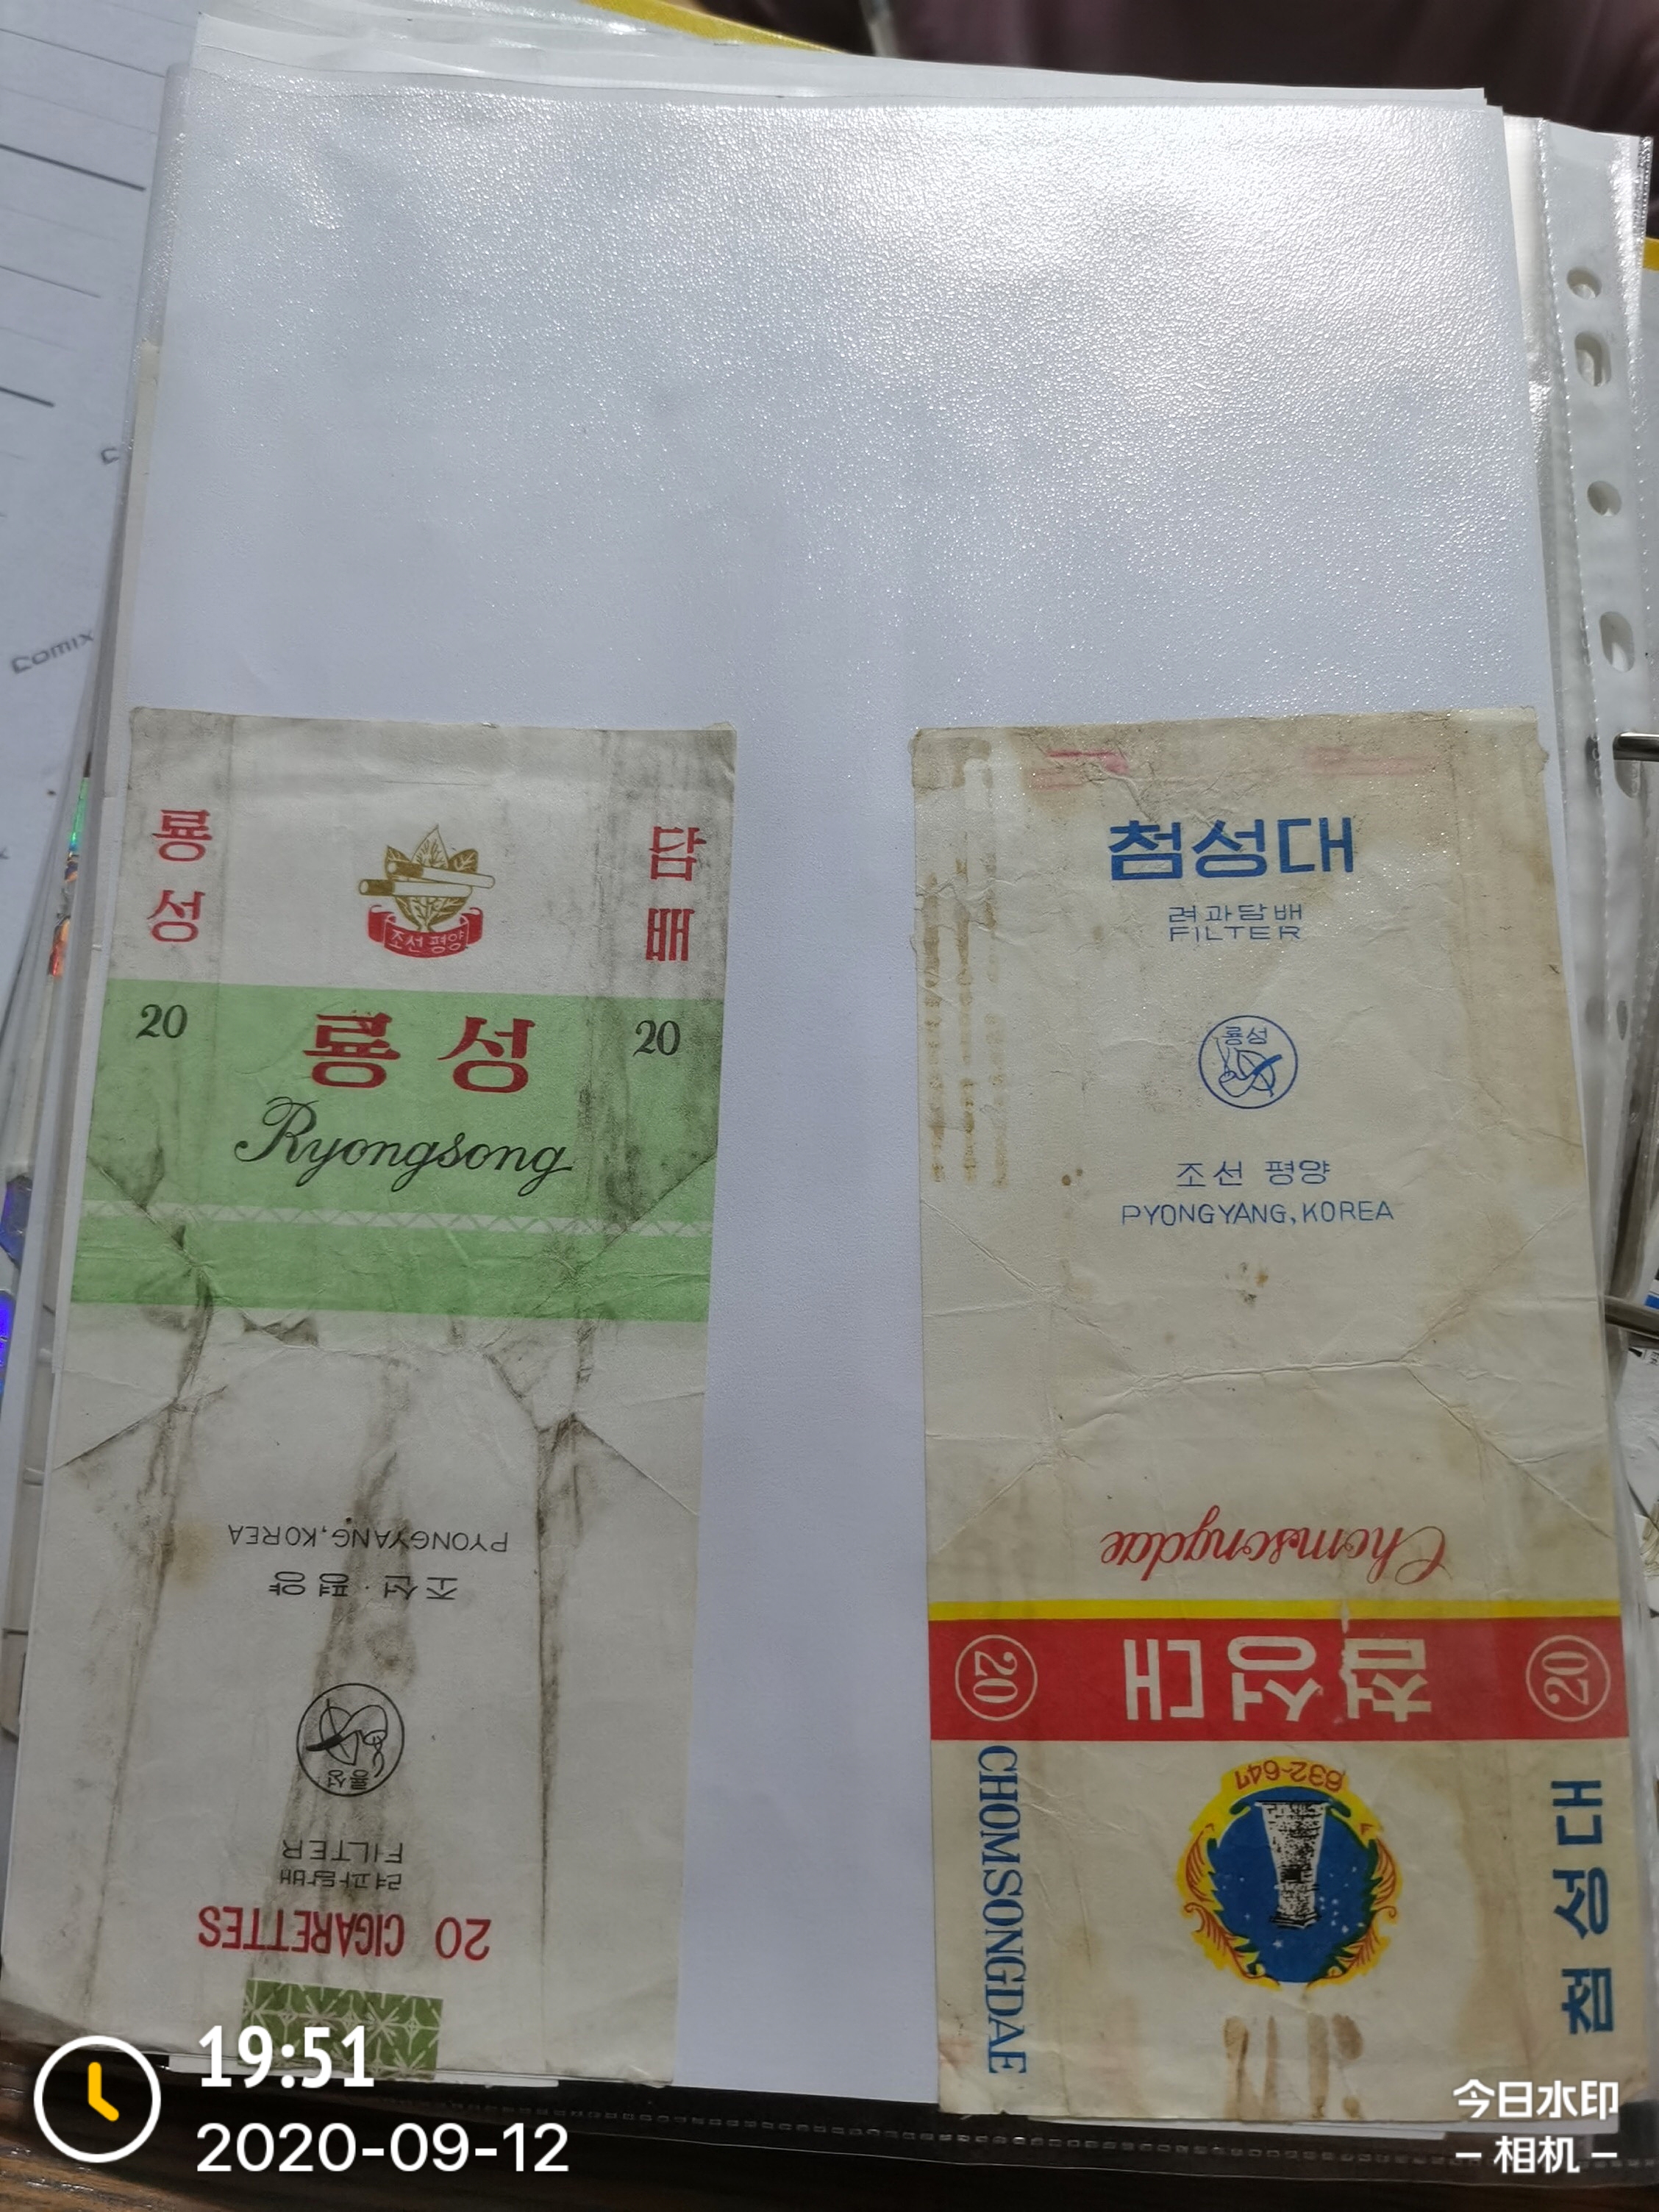 comix
룡성
담배
조선 평양
20
룡성
20
Ryongsong
PYONGYANG, KOREA
조선·평양
룡성
FILTER
려과담배
20 CIGARETTES
첨성대
려과담배
FILTER
룡성
조선 평양
PYONGYANG, KOREA
Chomsongdae
20
첨성대
20
632-647
CHOMSONGDAE
첨성대
19:51
2020-09-12
今日水印
相机